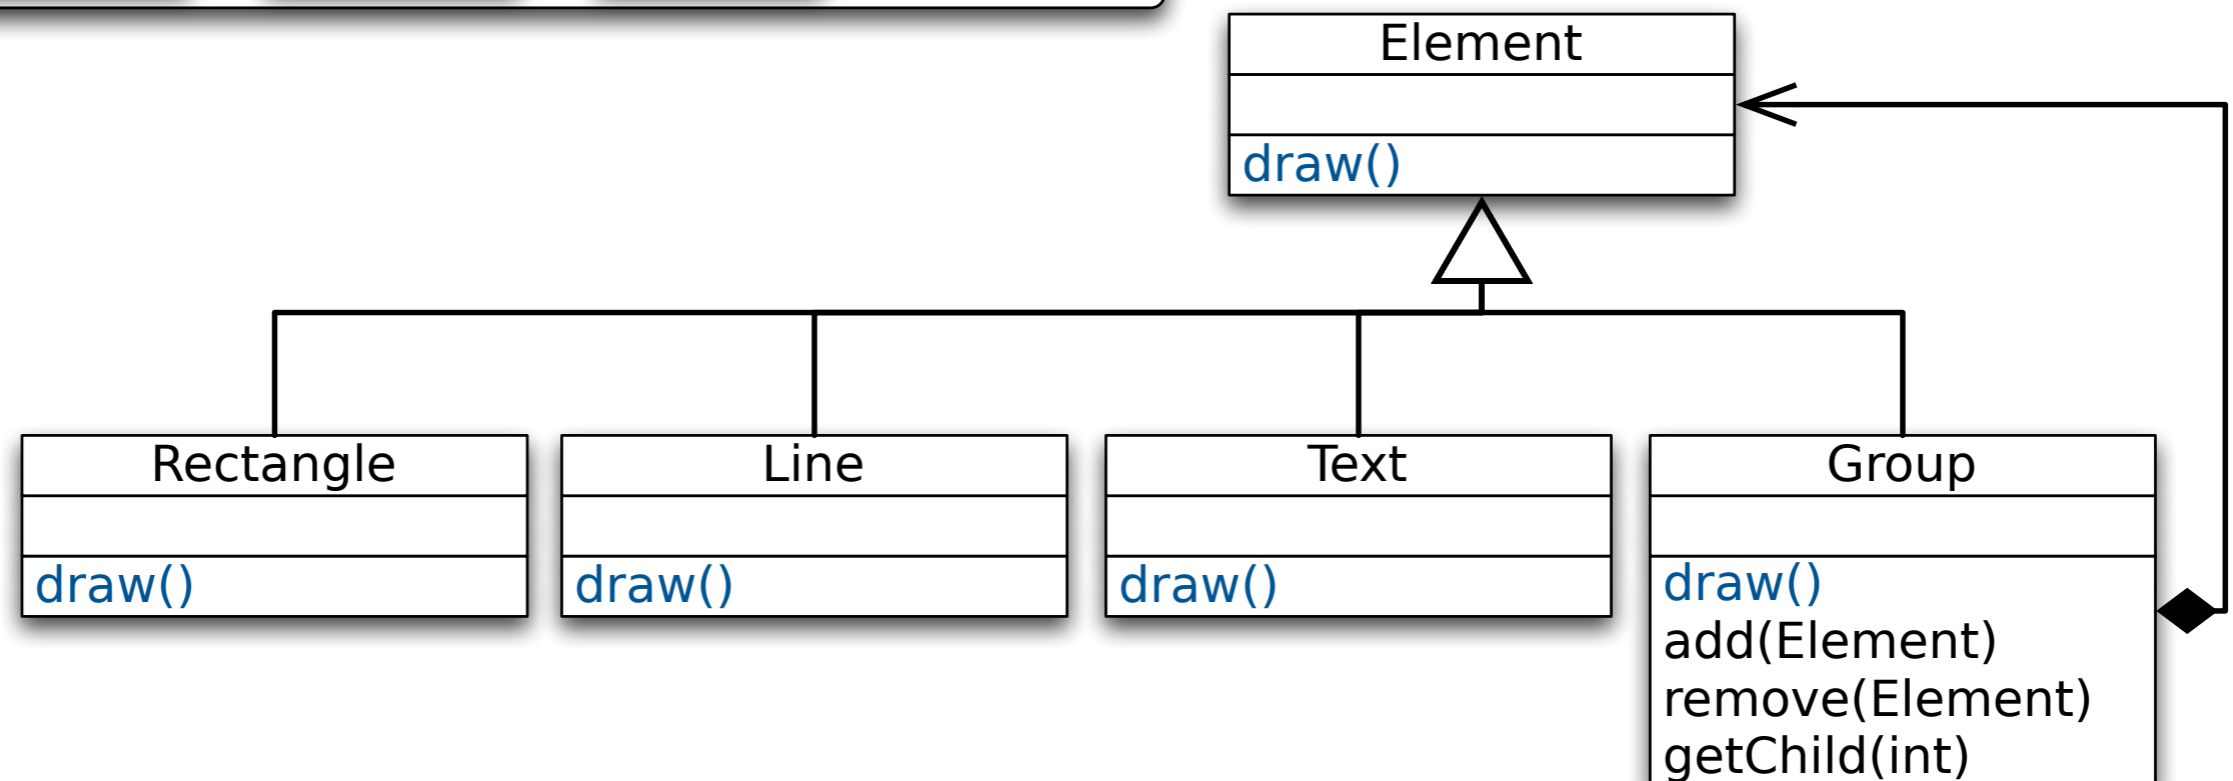 Element
draw()
Rectangle
draw()
Line
draw()
Text
draw()
Group
draw()
add(Element)
remove(Element)
getChild(int)